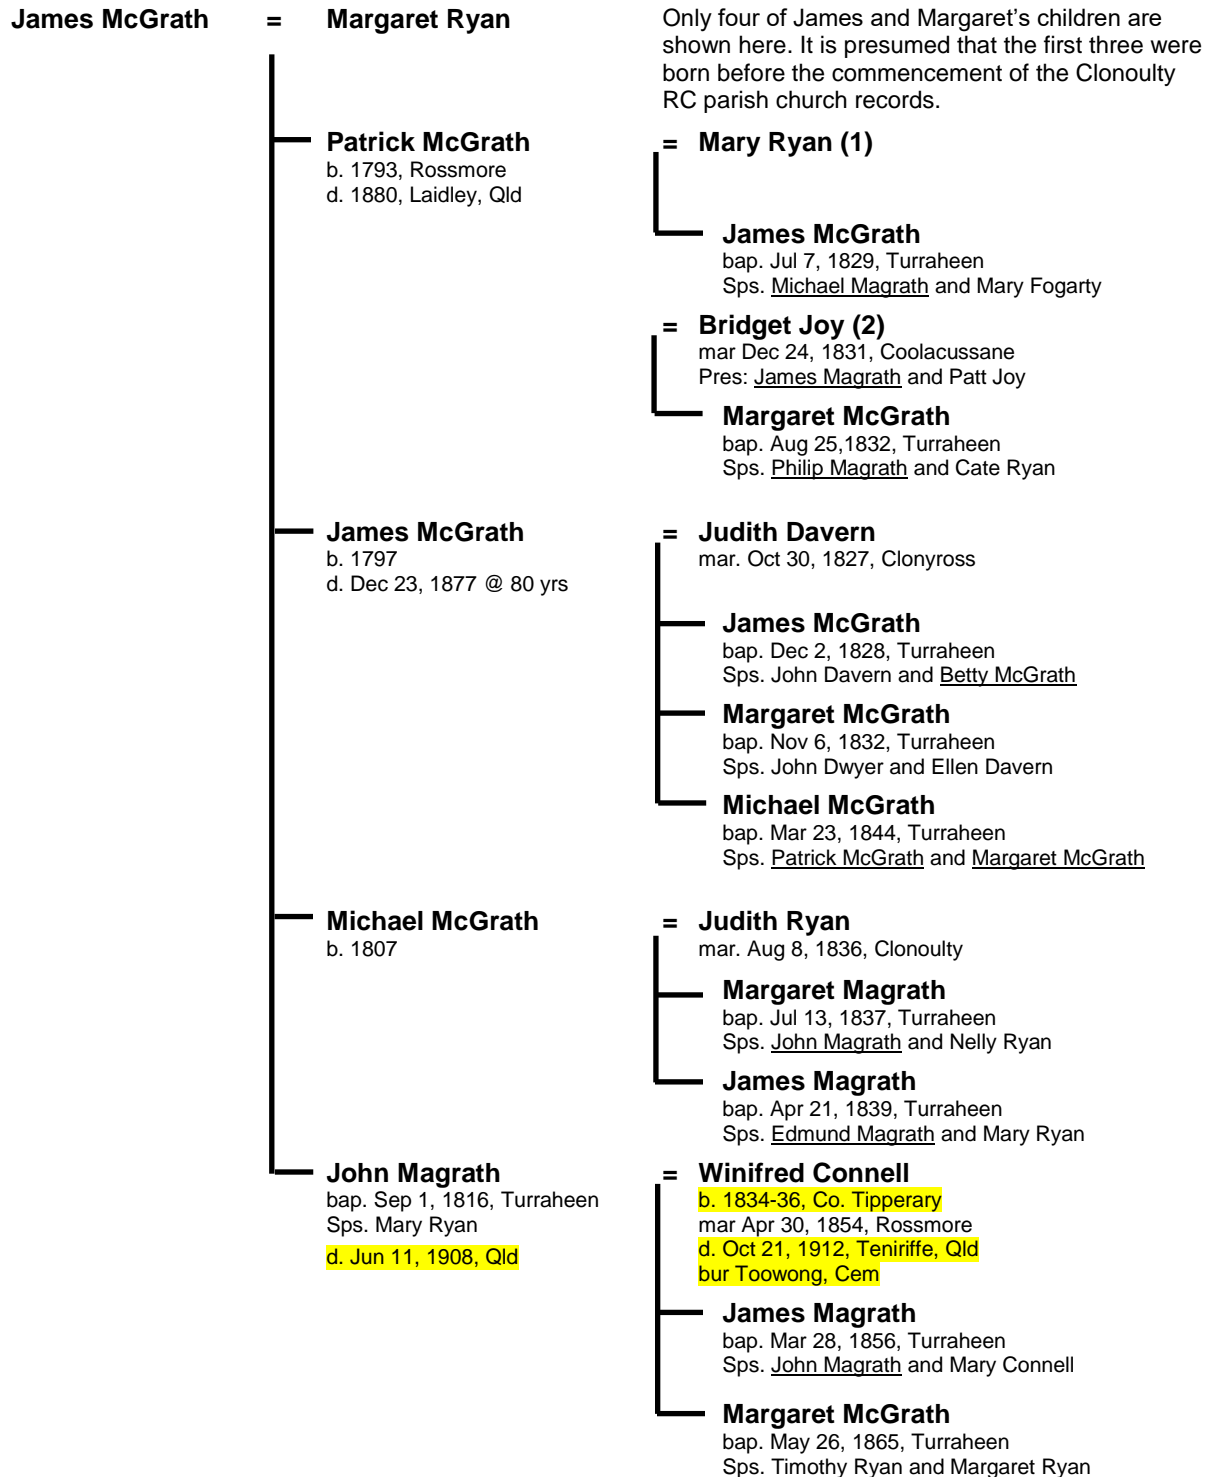 James McGrath = Margaret Ryan
Only four of James and Margaret’s children are
shown here. It is presumed that the first three were
born before the commencement of the Clonoulty
RC parish church records.
Patrick McGrath
b. 1793, Rossmore
d. 1880, Laidley, Qld
= Mary Ryan (1)
James McGrath
bap. Jul 7, 1829, Turraheen
Sps. Michael Magrath and Mary Fogarty
= Bridget Joy (2)
mar Dec 24, 1831, Coolacussane
Pres: James Magrath and Patt Joy
Margaret McGrath
bap. Aug 25,1832, Turraheen
Sps. Philip Magrath and Cate Ryan
James McGrath
b. 1797
d. Dec 23, 1877 @ 80 yrs
= Judith Davern
mar. Oct 30, 1827, Clonyross
James McGrath
bap. Dec 2, 1828, Turraheen
Sps. John Davern and Betty McGrath
Margaret McGrath
bap. Nov 6, 1832, Turraheen
Sps. John Dwyer and Ellen Davern
Michael McGrath
bap. Mar 23, 1844, Turraheen
Sps. Patrick McGrath and Margaret McGrath
Michael McGrath
b. 1807
= Judith Ryan
mar. Aug 8, 1836, Clonoulty
Margaret Magrath
bap. Jul 13, 1837, Turraheen
Sps. John Magrath and Nelly Ryan
James Magrath
bap. Apr 21, 1839, Turraheen
Sps. Edmund Magrath and Mary Ryan
John Magrath
bap. Sep 1, 1816, Turraheen
Sps. Mary Ryan
d. Jun 11, 1908, Qld
= Winifred Connell
b. 1834-36, Co. Tipperary
mar Apr 30, 1854, Rossmore
d. Oct 21, 1912, Teniriffe, Qld
bur Toowong, Cem
James Magrath
bap. Mar 28, 1856, Turraheen
Sps. John Magrath and Mary Connell
Margaret McGrath
bap. May 26, 1865, Turraheen
Sps. Timothy Ryan and Margaret Ryan